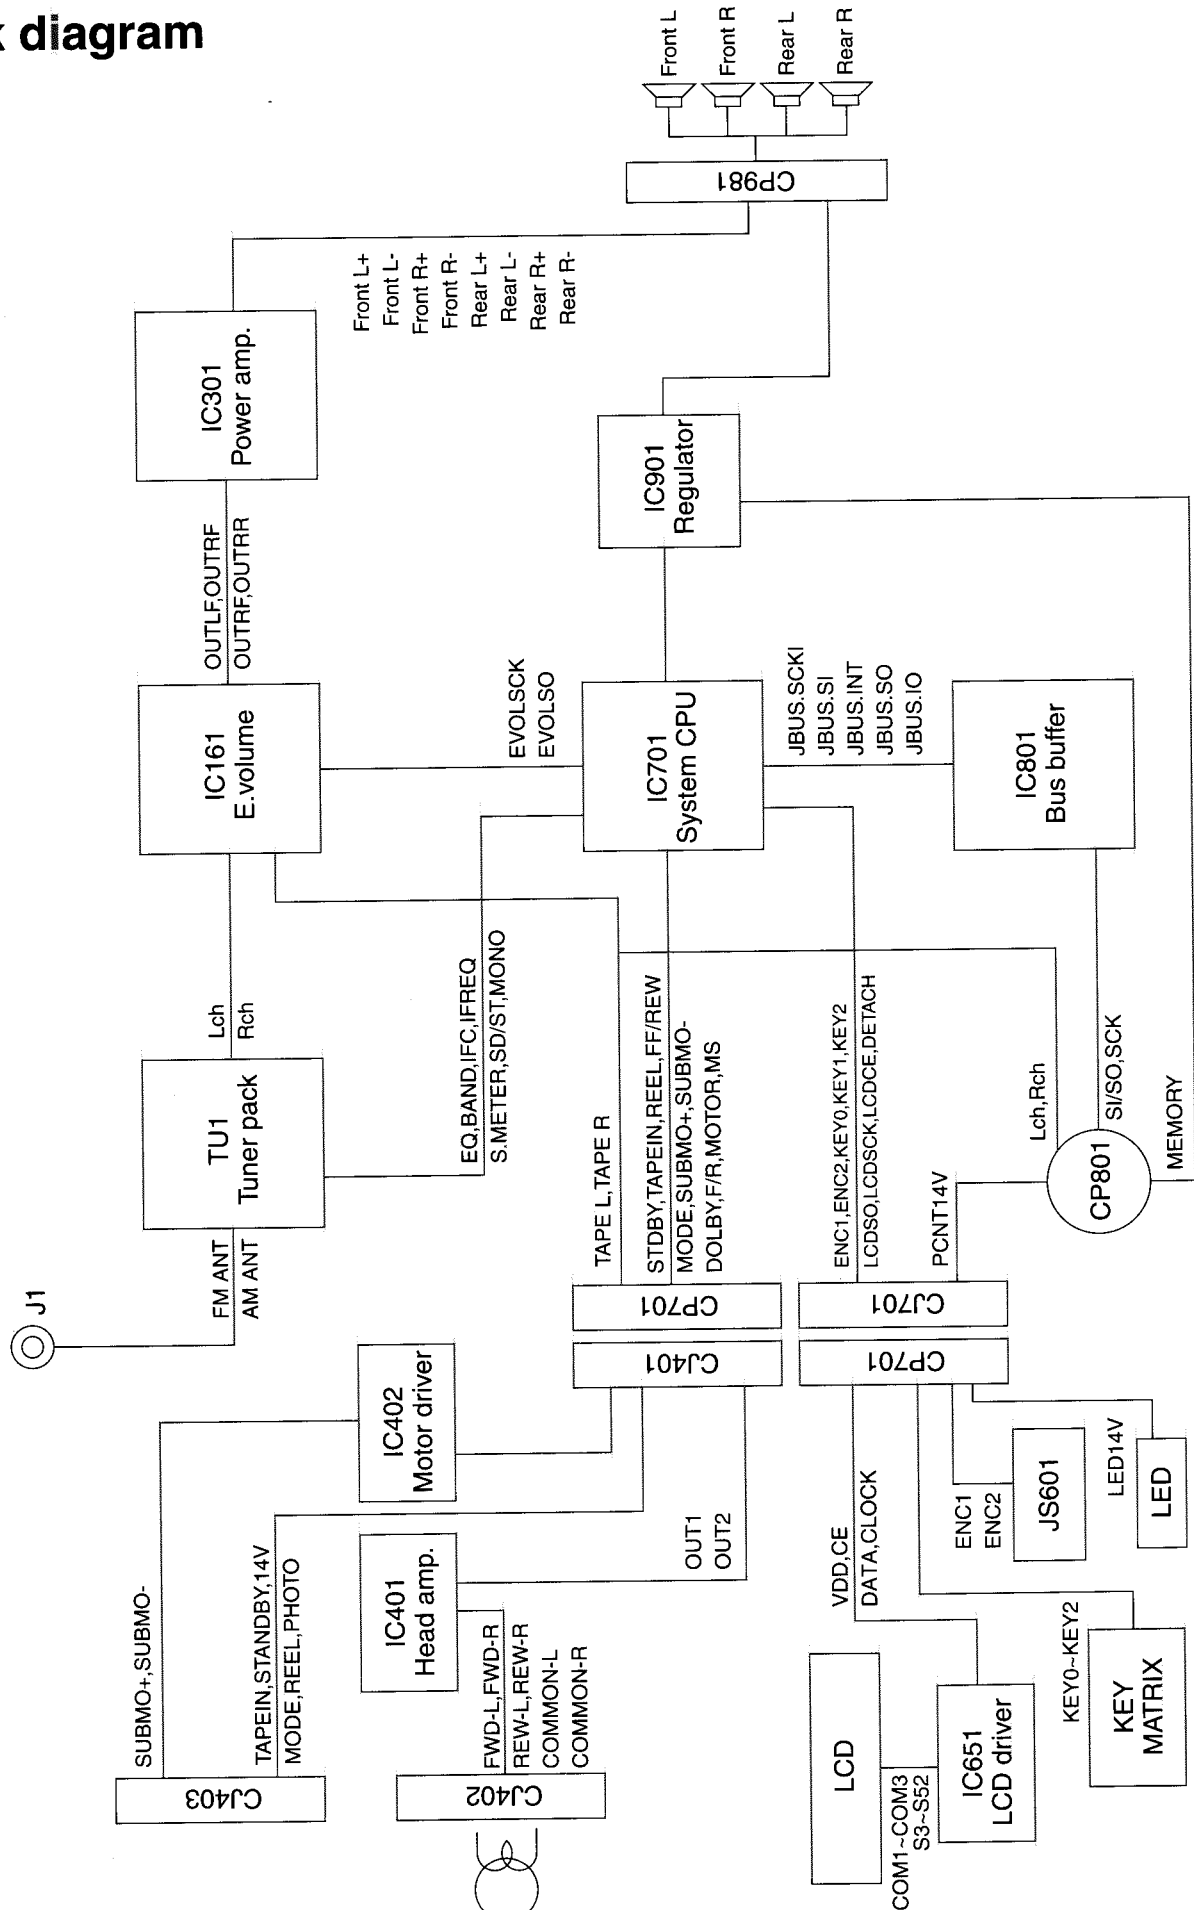 k diagram
Front L
Front R
Rear L
Rear R
CP981
Front L+
Front L-
Front R+
Front R-
Rear L+
Rear L-
Rear R+
Rear R-
IC301
Power amp.
OUTLF,OUTRF
OUTRF,OUTRR
IC161
E.volume
IC901
Regulator
EVOLSCK
EVOLSO
IC701
System CPU
JBUS.SCKI
JBUS.SI
JBUS.INT
JBUS.SO
JBUS.IO
IC801
Bus buffer
Lch
Rch
TU1
Tuner pack
EQ,BAND,IFC,IFREQ
S.METER,SD/ST,MONO
FM ANT
AM ANT
J1
TAPE L,TAPE R
STDBY,TAPEIN,REEL,FF/REW
MODE,SUBMO+,SUBMO-
DOLBY,F/R,MOTOR,MS
ENC1,ENC2,KEY0,KEY1,KEY2
LCDSO,LCDSCK,LCDCE,DETACH
PCNT14V
Lch,Rch
SI/SO,SCK
CP801
MEMORY
CP701
CJ401
CJ701
CP701
IC402
Motor driver
IC401
Head amp.
SUBMO+,SUBMO-
TAPEIN,STANDBY,14V
MODE,REEL,PHOTO
CJ403
FWD-L,FWD-R
REW-L,REW-R
COMMON-L
COMMON-R
CJ402
OUT1
OUT2
VDD,CE
DATA,CLOCK
ENC1
ENC2
JS601
LED14V
LED
LCD
COM1~COM3
S3~S52
IC651
LCD driver
KEY0~KEY2
KEY
MATRIX